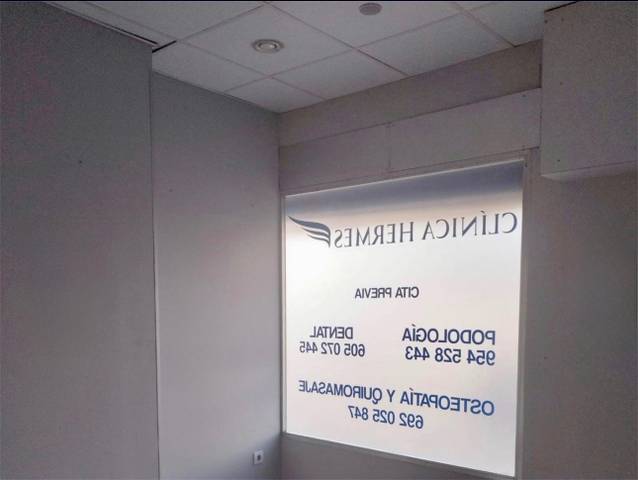 CLÍNICA HERMES
CITA PREVIA
PODOLOGÍA DENTAL
954 528 443 605 072 445
OSTEOPATÍA Y QUIROMASAJE
692 025 847